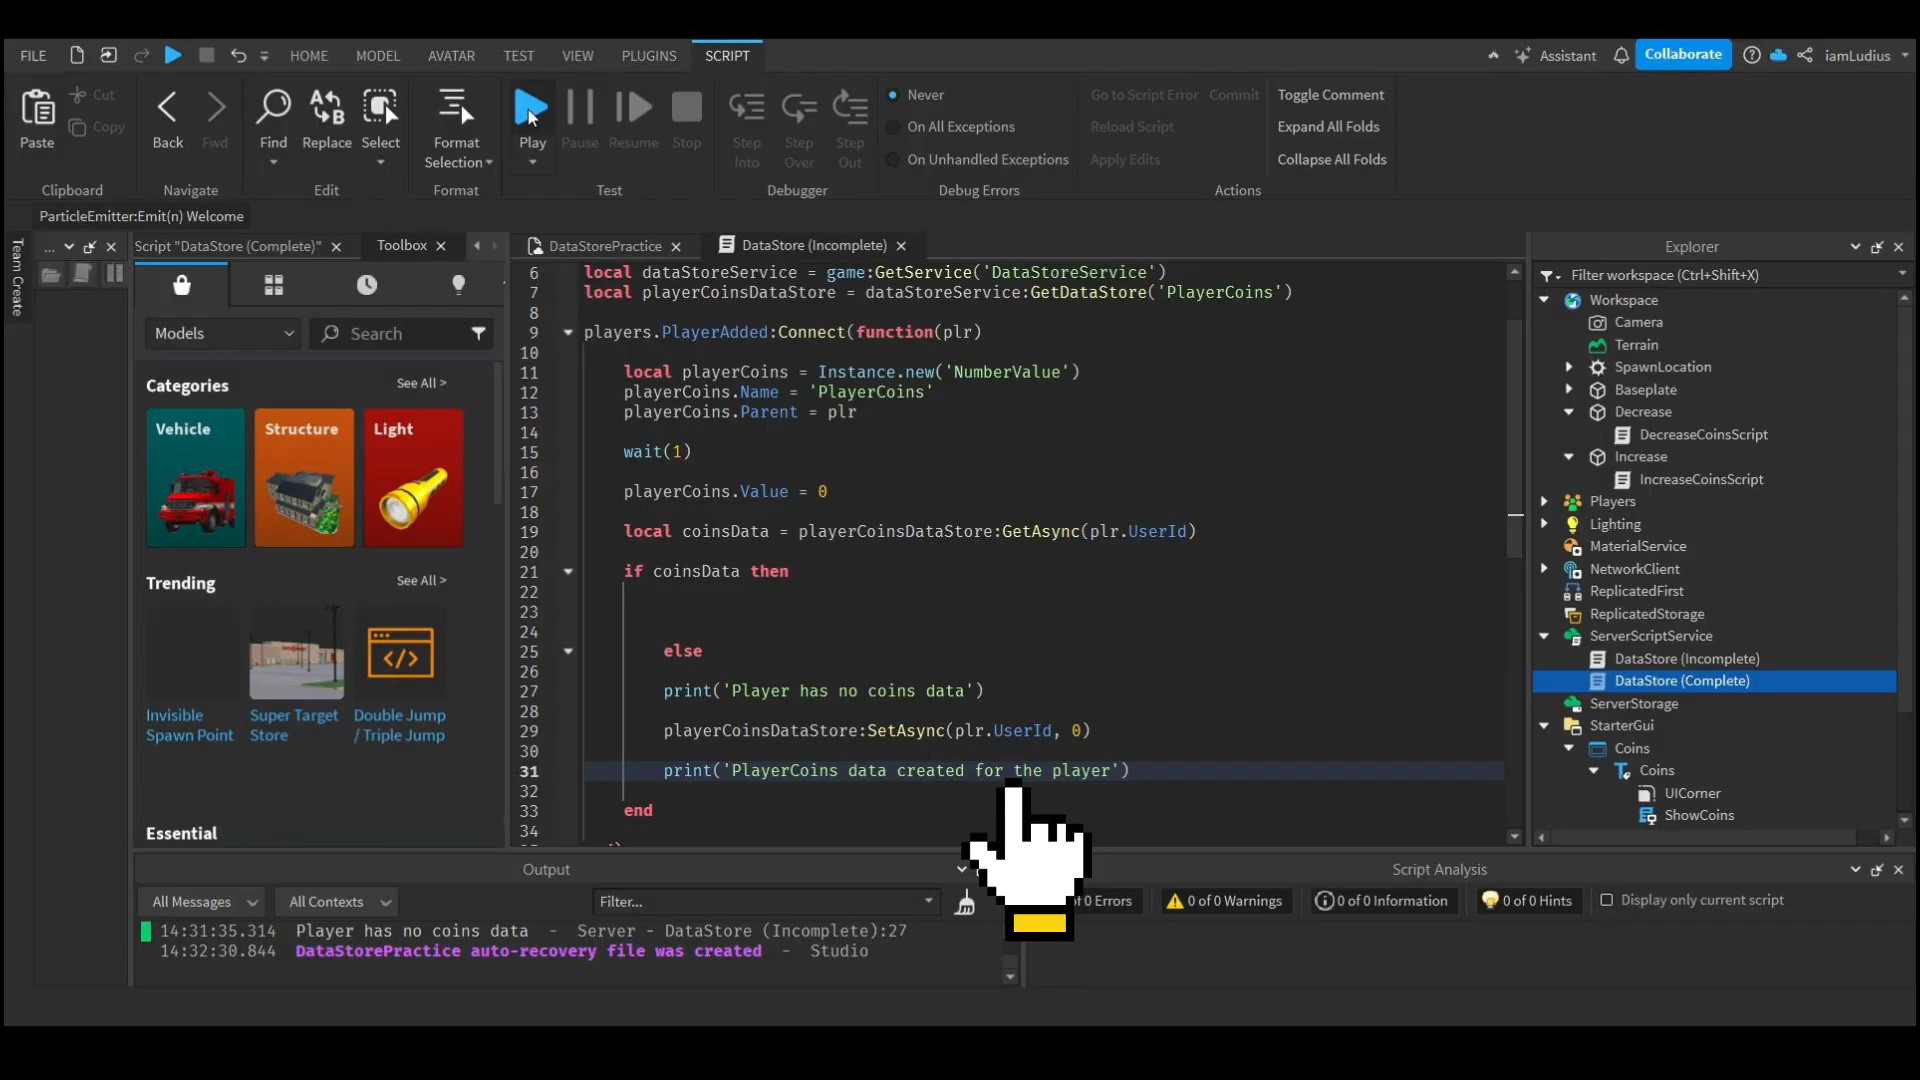 FILE HOME MODEL AVATAR TEST VIEW PLUGINS SCRIPT Assistant Collaborate iamLudius
Paste Cut Copy Back Fwd Find Replace Select Format Selection Play Pause Resume Stop Step Into Step Over Step Out
Never
On All Exceptions
On Unhandled Exceptions
Go to Script Error Commit
Reload Script
Apply Edits
Toggle Comment
Expand All Folds
Collapse All Folds
Clipboard Navigate Edit Format Test Debugger Debug Errors Actions
ParticleEmitter:Emit(n) Welcome
Team Create
...
Script "DataStore (Complete)" Toolbox
Models Search
Categories See All >
Vehicle Structure Light
Trending See All >
Invisible Spawn Point
Super Target Store
Double Jump / Triple Jump
Essential
DataStorePractice DataStore (Incomplete)
6 local dataStoreService = game:GetService('DataStoreService')
7 local playerCoinsDataStore = dataStoreService:GetDataStore('PlayerCoins')
8
9 players.PlayerAdded:Connect(function(plr)
10
11 local playerCoins = Instance.new('NumberValue')
12 playerCoins.Name = 'PlayerCoins'
13 playerCoins.Parent = plr
14
15 wait(1)
16
17 playerCoins.Value = 0
18
19 local coinsData = playerCoinsDataStore:GetAsync(plr.UserId)
20
21 if coinsData then
22
23
24
25 else
26
27 print('Player has no coins data')
28
29 playerCoinsDataStore:SetAsync(plr.UserId, 0)
30
31 print('PlayerCoins data created for the player')
32
33 end
34
Explorer
Filter workspace (Ctrl+Shift+X)
Workspace
Camera
Terrain
SpawnLocation
Baseplate
Decrease
DecreaseCoinsScript
Increase
IncreaseCoinsScript
Players
Lighting
MaterialService
NetworkClient
ReplicatedFirst
ReplicatedStorage
ServerScriptService
DataStore (Incomplete)
DataStore (Complete)
ServerStorage
StarterGui
Coins
Coins
UICorner
ShowCoins
Output
All Messages All Contexts Filter...
14:31:35.314 Player has no coins data - Server - DataStore (Incomplete):27
14:32:30.844 DataStorePractice auto-recovery file was created - Studio
Script Analysis
0 Errors 0 of 0 Warnings 0 of 0 Information 0 of 0 Hints Display only current script